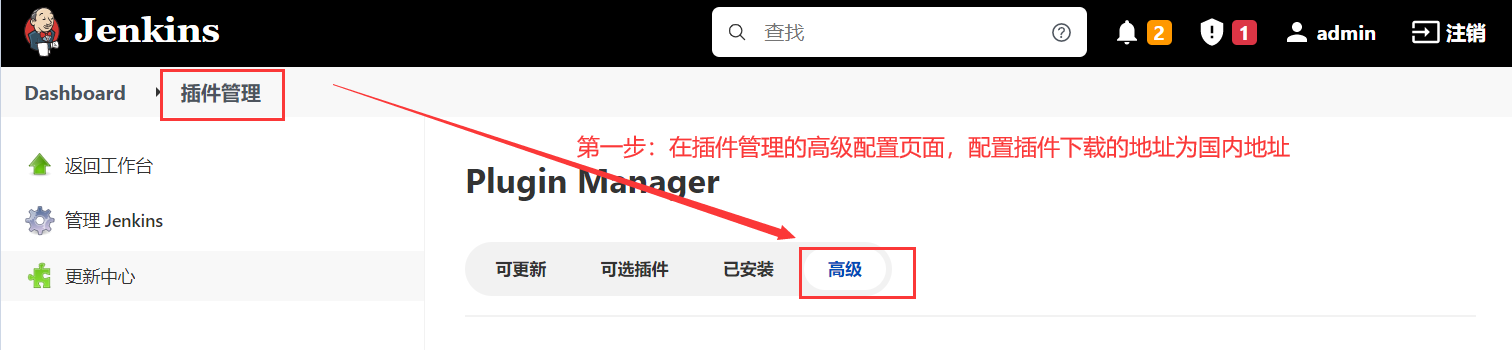 Jenkins
查找
2
1
admin
注销
Dashboard
插件管理
第一步：在插件管理的高级配置页面，配置插件下载的地址为国内地址
返回工作台
Plugin Manager
管理 Jenkins
可更新
可选插件
已安装
高级
更新中心